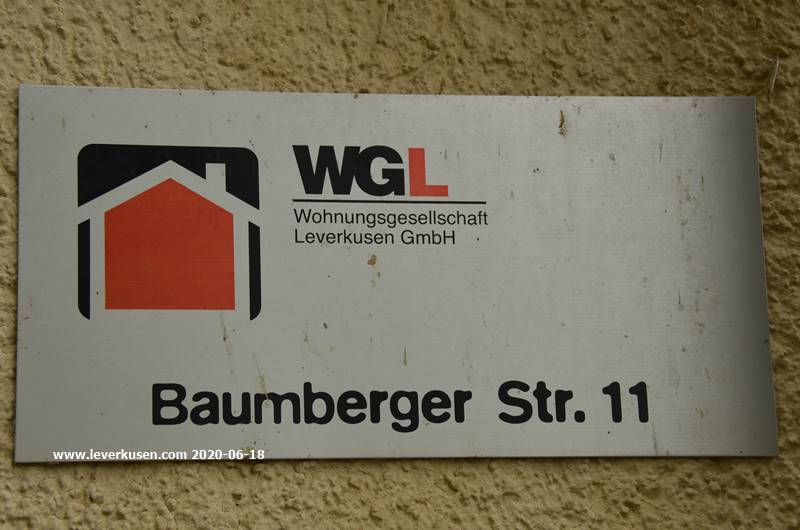 WGL
Wohnungsgesellschaft
Leverkusen GmbH
Baumberger Str. 11
www.leverkusen.com 2020-06-18